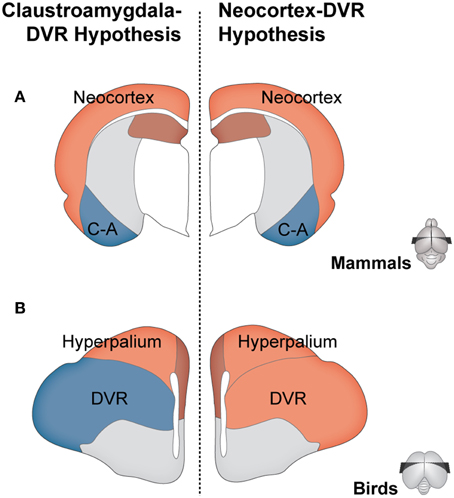 Claustroamygdala-
DVR Hypothesis
Neocortex-DVR
Hypothesis
A
Neocortex
Neocortex
C-A
C-A
Mammals
B
Hyperpalium
Hyperpalium
DVR
DVR
Birds